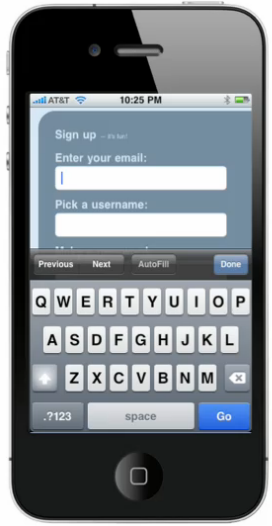 AT&T 10:25 PM
Sign up – it's fun!
Enter your email:
Pick a username:
Previous Next AutoFill Done
Q W E R T Y U I O P
A S D F G H J K L
Z X C V B N M
.?123 space Go